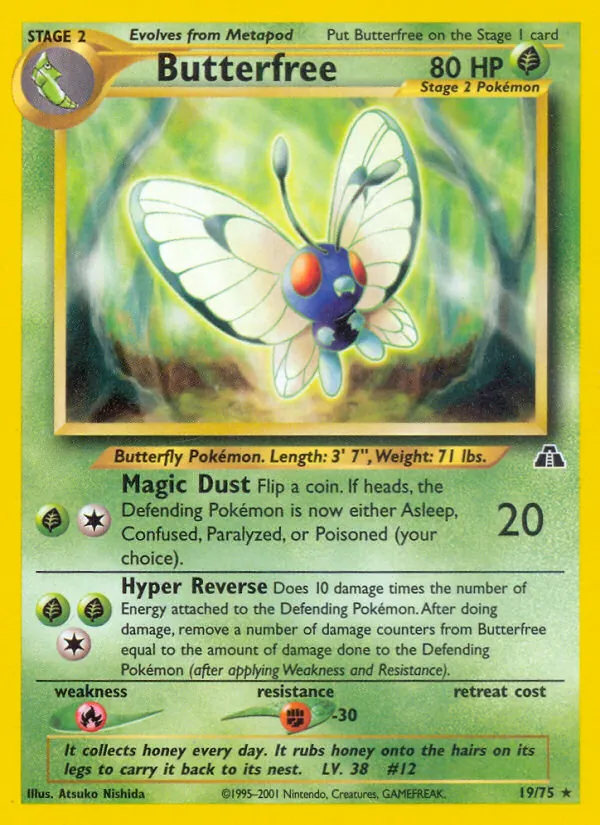 STAGE 2 Evolves from Metapod Put Butterfree on the Stage 1 card
Butterfree 80 HP
Stage 2 Pokémon
Butterfly Pokémon. Length: 3' 7", Weight: 71 lbs.
Magic Dust Flip a coin. If heads, the
Defending Pokémon is now either Asleep,
Confused, Paralyzed, or Poisoned (your
choice).
20
Hyper Reverse Does 10 damage times the number of
Energy attached to the Defending Pokémon. After doing
damage, remove a number of damage counters from Butterfree
equal to the amount of damage done to the Defending
Pokémon (after applying Weakness and Resistance).
weakness resistance retreat cost
-30
It collects honey every day. It rubs honey onto the hairs on its
legs to carry it back to its nest. LV. 38 #12
Illus. Atsuko Nishida ©1995-2001 Nintendo, Creatures, GAMEFREAK. 19/75 ★